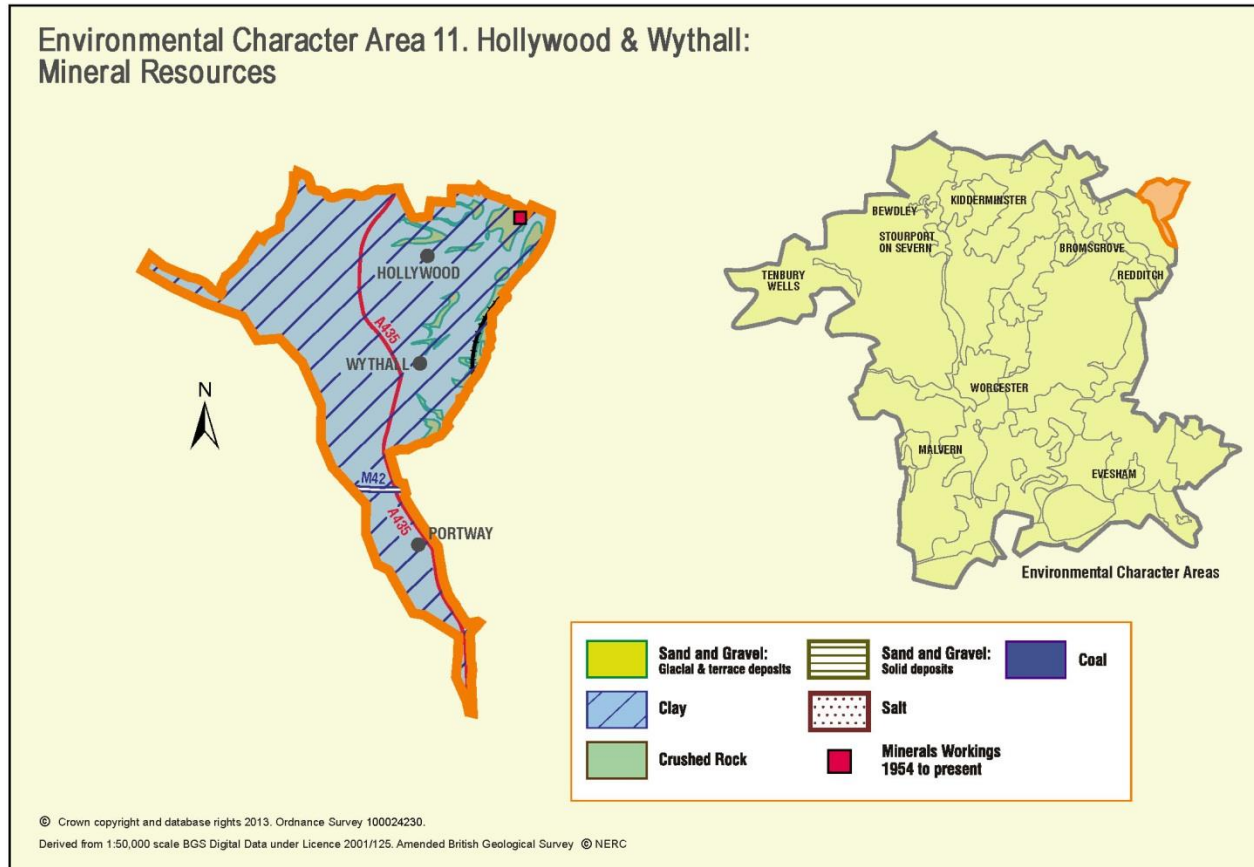 Environmental Character Area 11. Hollywood & Wythall:
Mineral Resources
HOLLYWOOD
A435
WYTHALL
N
M42
A435
PORTWAY
KIDDERMINSTER
BEWDLEY
STOURPORT
ON SEVERN
BROMSGROVE
TENBURY
WELLS
REDDITCH
WORCESTER
MALVERN
EVESHAM
Environmental Character Areas
Sand and Gravel:
Glacial & terrace deposits
Sand and Gravel:
Solid deposits
Coal
Clay
Salt
Crushed Rock
Minerals Workings
1954 to present
© Crown copyright and database rights 2013. Ordnance Survey 100024230.
Derived from 1:50,000 scale BGS Digital Data under Licence 2001/125. Amended British Geological Survey © NERC